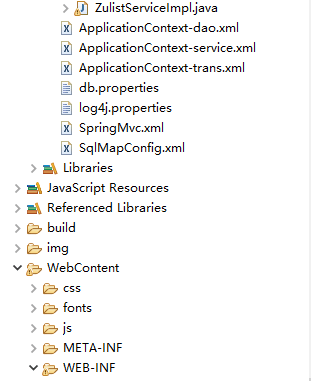 ZulistServiceImpl.java
ApplicationContext-dao.xml
ApplicationContext-service.xml
ApplicationContext-trans.xml
db.properties
log4j.properties
SpringMvc.xml
SqlMapConfig.xml
Libraries
JavaScript Resources
Referenced Libraries
build
img
WebContent
css
fonts
js
META-INF
WEB-INF